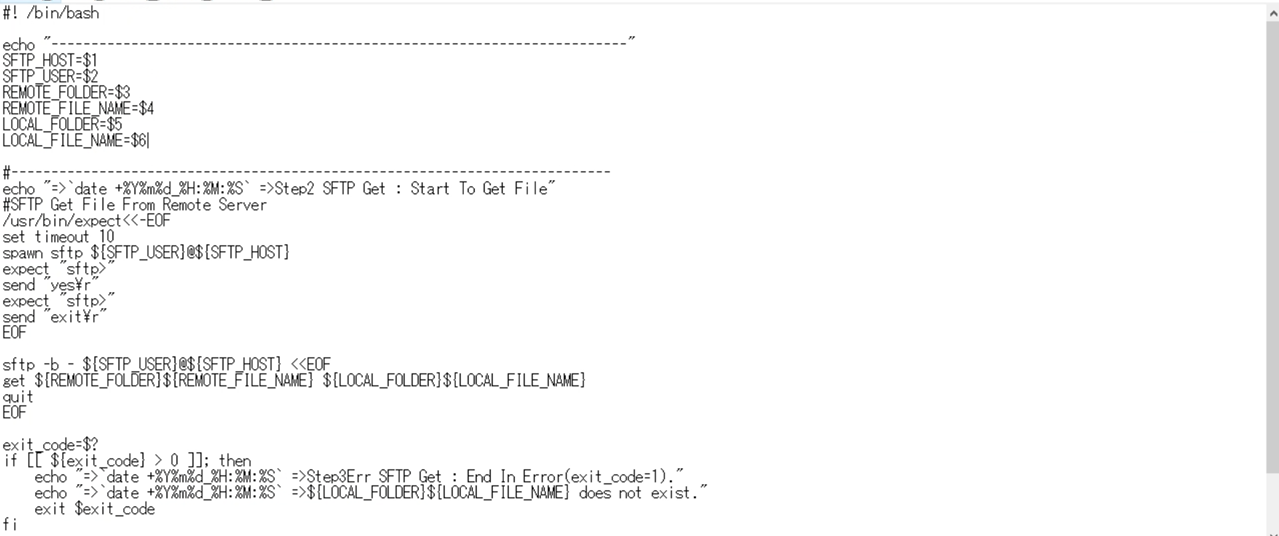 #! /bin/bash
echo "-----------------------------------------------------------------------"
SFTP_HOST=$1
SFTP_USER=$2
REMOTE_FOLDER=$3
REMOTE_FILE_NAME=$4
LOCAL_FOLDER=$5
LOCAL_FILE_NAME=$6
#--------------------------------------------------------------------------
echo "=>`date +%Y%m%d_%H:%M:%S` =>Step2 SFTP Get : Start To Get File"
#SFTP Get File From Remote Server
/usr/bin/expect<<-EOF
set timeout 10
spawn sftp ${SFTP_USER}@${SFTP_HOST}
expect "sftp>"
send "yes¥r"
expect "sftp>"
send "exit¥r"
EOF
sftp -b - ${SFTP_USER}@${SFTP_HOST} <<EOF
get ${REMOTE_FOLDER}${REMOTE_FILE_NAME} ${LOCAL_FOLDER}${LOCAL_FILE_NAME}
quit
EOF
exit_code=$?
if [[ ${exit_code} > 0 ]]; then
    echo "=>`date +%Y%m%d_%H:%M:%S` =>Step3Err SFTP Get : End In Error(exit_code=1)."
    echo "=>`date +%Y%m%d_%H:%M:%S` =>${LOCAL_FOLDER}${LOCAL_FILE_NAME} does not exist."
    exit $exit_code
fi